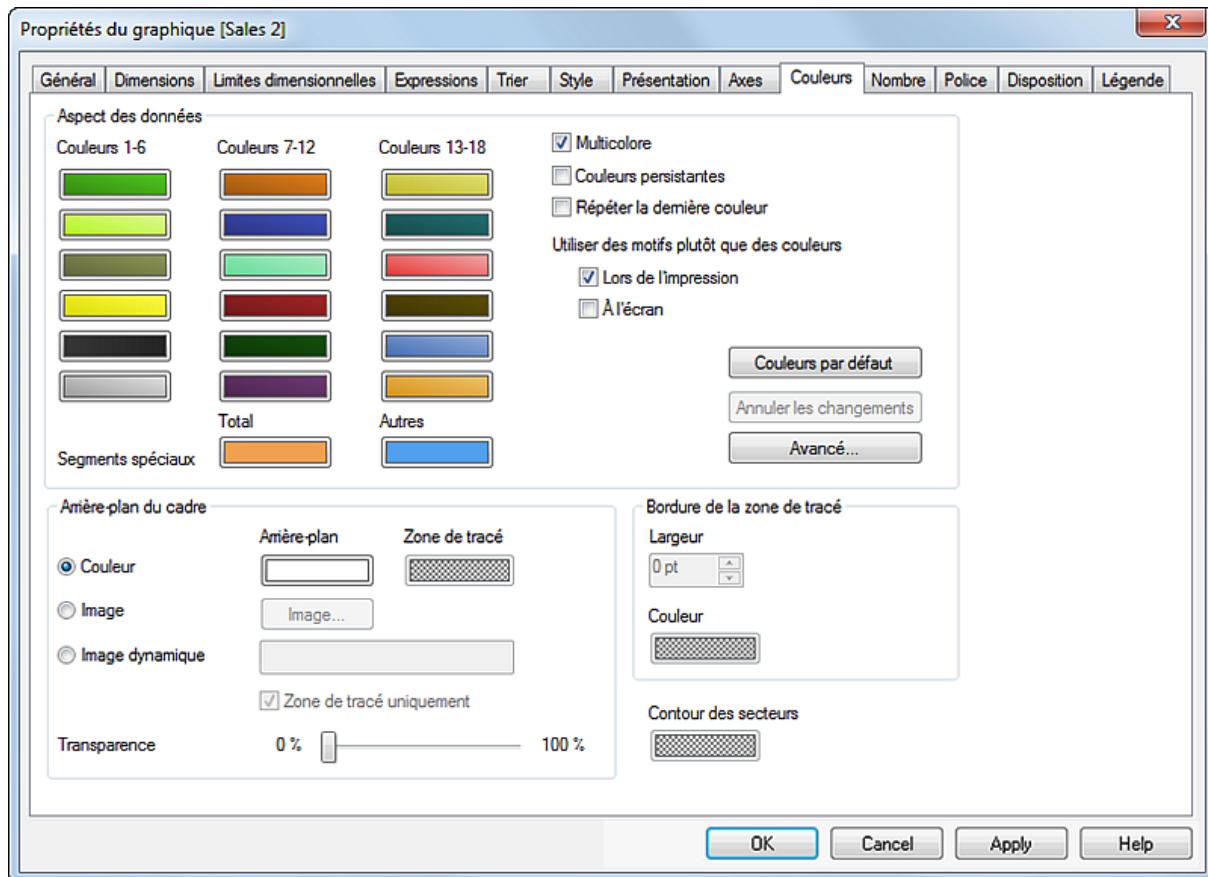 Propriétés du graphique [Sales 2]
Général Dimensions Limites dimensionnelles Expressions Trier Style Présentation Axes Couleurs Nombre Police Disposition Légende
Aspect des données
Couleurs 1-6 Couleurs 7-12 Couleurs 13-18
Multicolore
Couleurs persistantes
Répéter la dernière couleur
Utiliser des motifs plutôt que des couleurs
Lors de l'impression
À l'écran
Couleurs par défaut
Annuler les changements
Avancé...
Total Autres
Segments spéciaux
Arrière-plan du cadre
Arrière-plan Zone de tracé
Couleur
Image Image...
Image dynamique
Zone de tracé uniquement
Transparence 0 % 100 %
Bordure de la zone de tracé
Largeur
0 pt
Couleur
Contour des secteurs
OK Cancel Apply Help